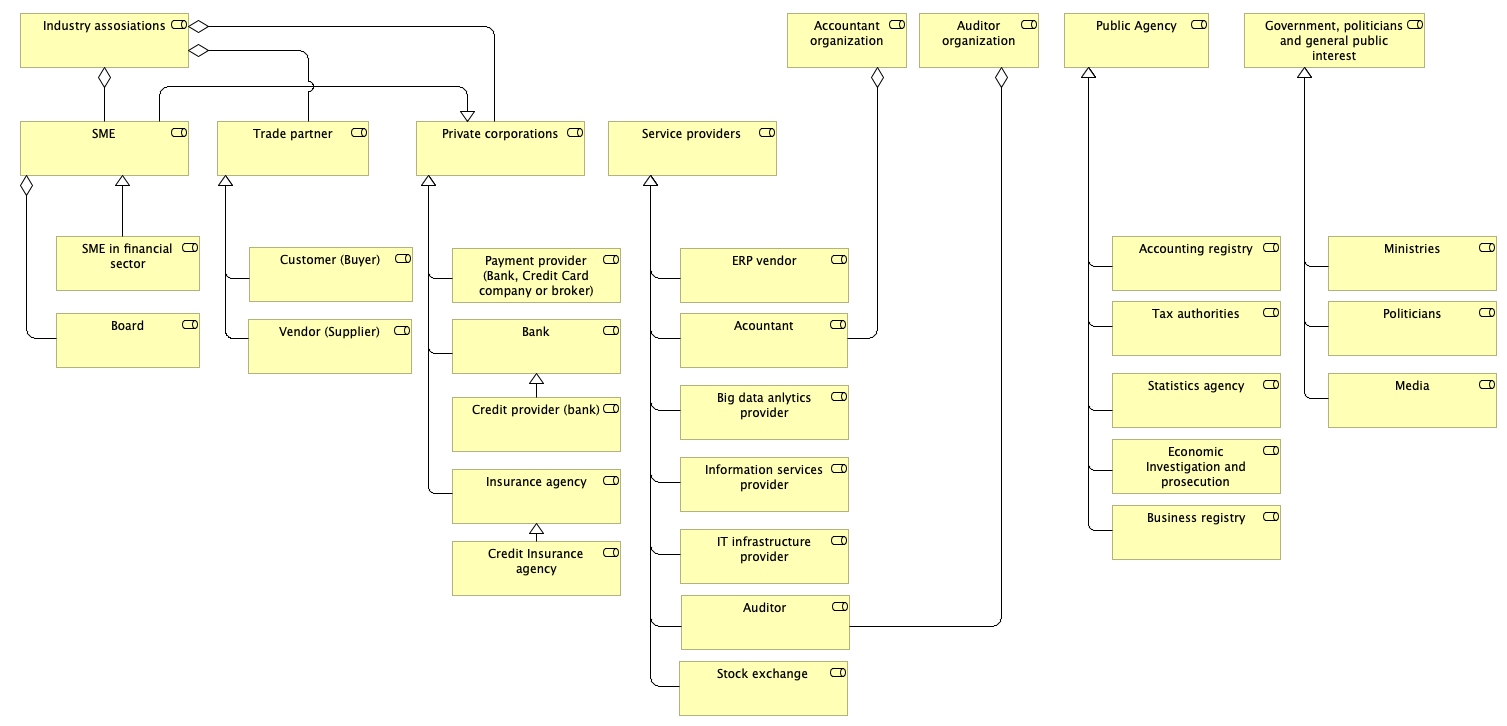 Industry assosiations
Accountant
organization
Auditor
organization
Public Agency
Government, politicians
and general public
interest
SME
Trade partner
Private corporations
Service providers
SME in financial
sector
Board
Customer (Buyer)
Vendor (Supplier)
Payment provider
(Bank, Credit Card
company or broker)
Bank
Credit provider (bank)
Insurance agency
Credit Insurance
agency
ERP vendor
Acountant
Big data anlytics
provider
Information services
provider
IT infrastructure
provider
Auditor
Stock exchange
Accounting registry
Tax authorities
Statistics agency
Economic
Investigation and
prosecution
Business registry
Ministries
Politicians
Media